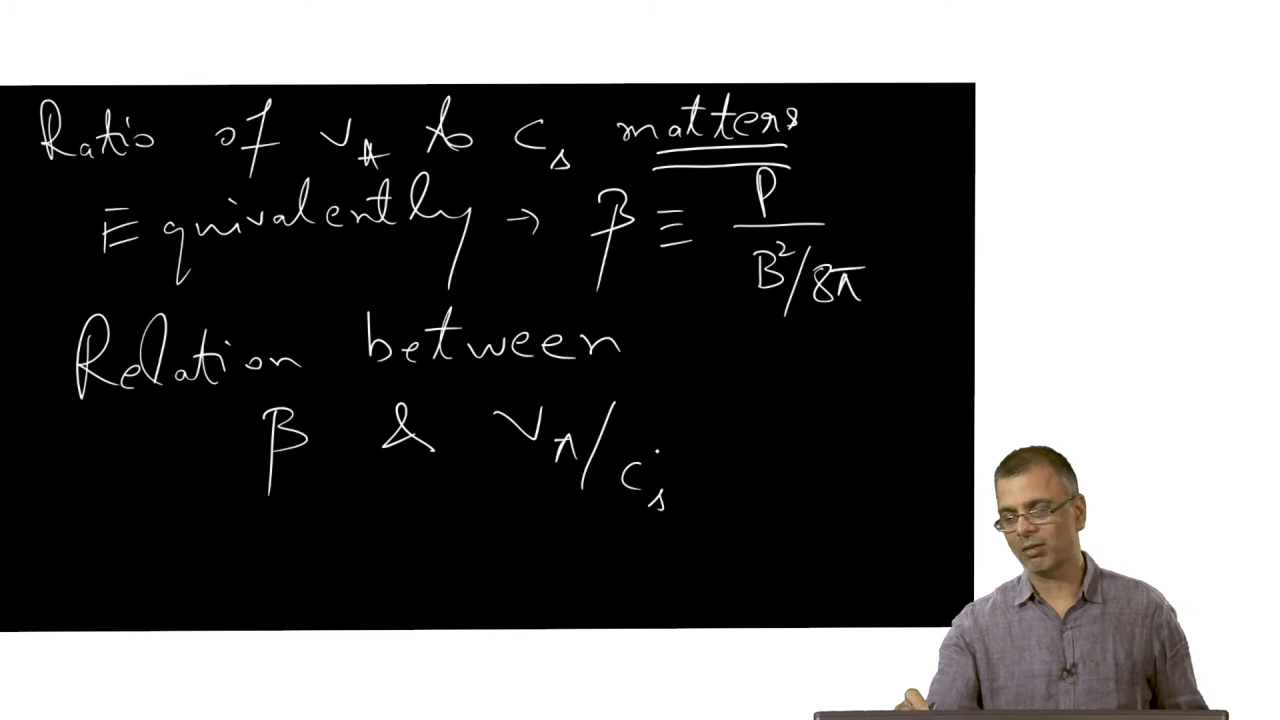 Ratio of v_A to c_s matters
Equivalently → β ≡ P / B²/8π
Relation between
β & v_A/c_s